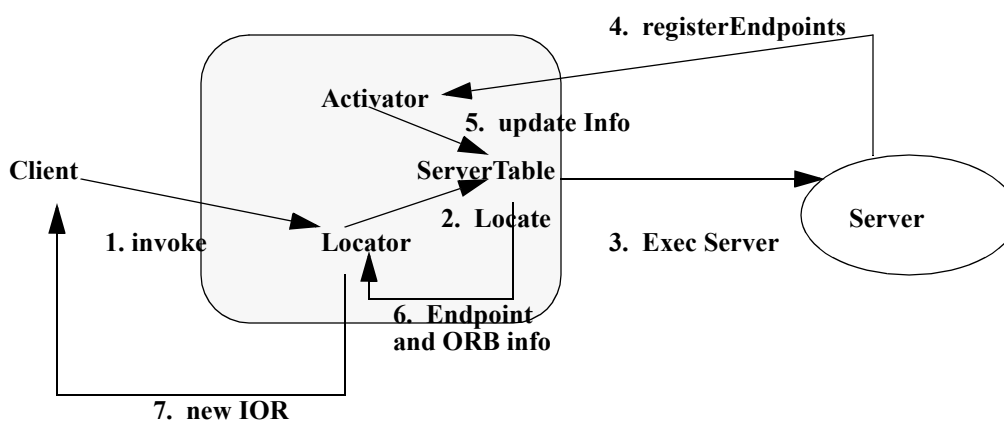 4. registerEndpoints
Activator
5. update Info
Client
ServerTable
2. Locate
Server
1. invoke
Locator
3. Exec Server
6. Endpoint
and ORB info
7. new IOR